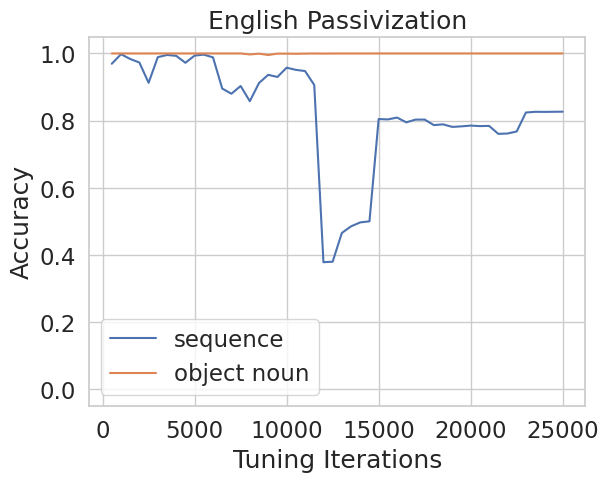 English Passivization
Accuracy
1.0
0.8
0.6
0.4
0.2
0.0
sequence
object noun
0 5000 10000 15000 20000 25000
Tuning Iterations